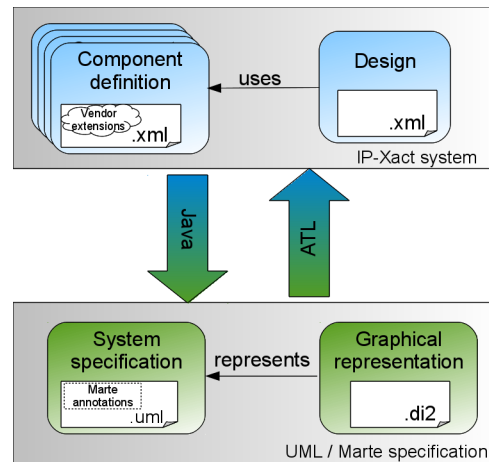 Component
definition
Vendor
extensions
.xml
uses
Design
.xml
IP-Xact system
Java
ATL
System
specification
Marte
annotations
.uml
represents
Graphical
representation
.di2
UML / Marte specification